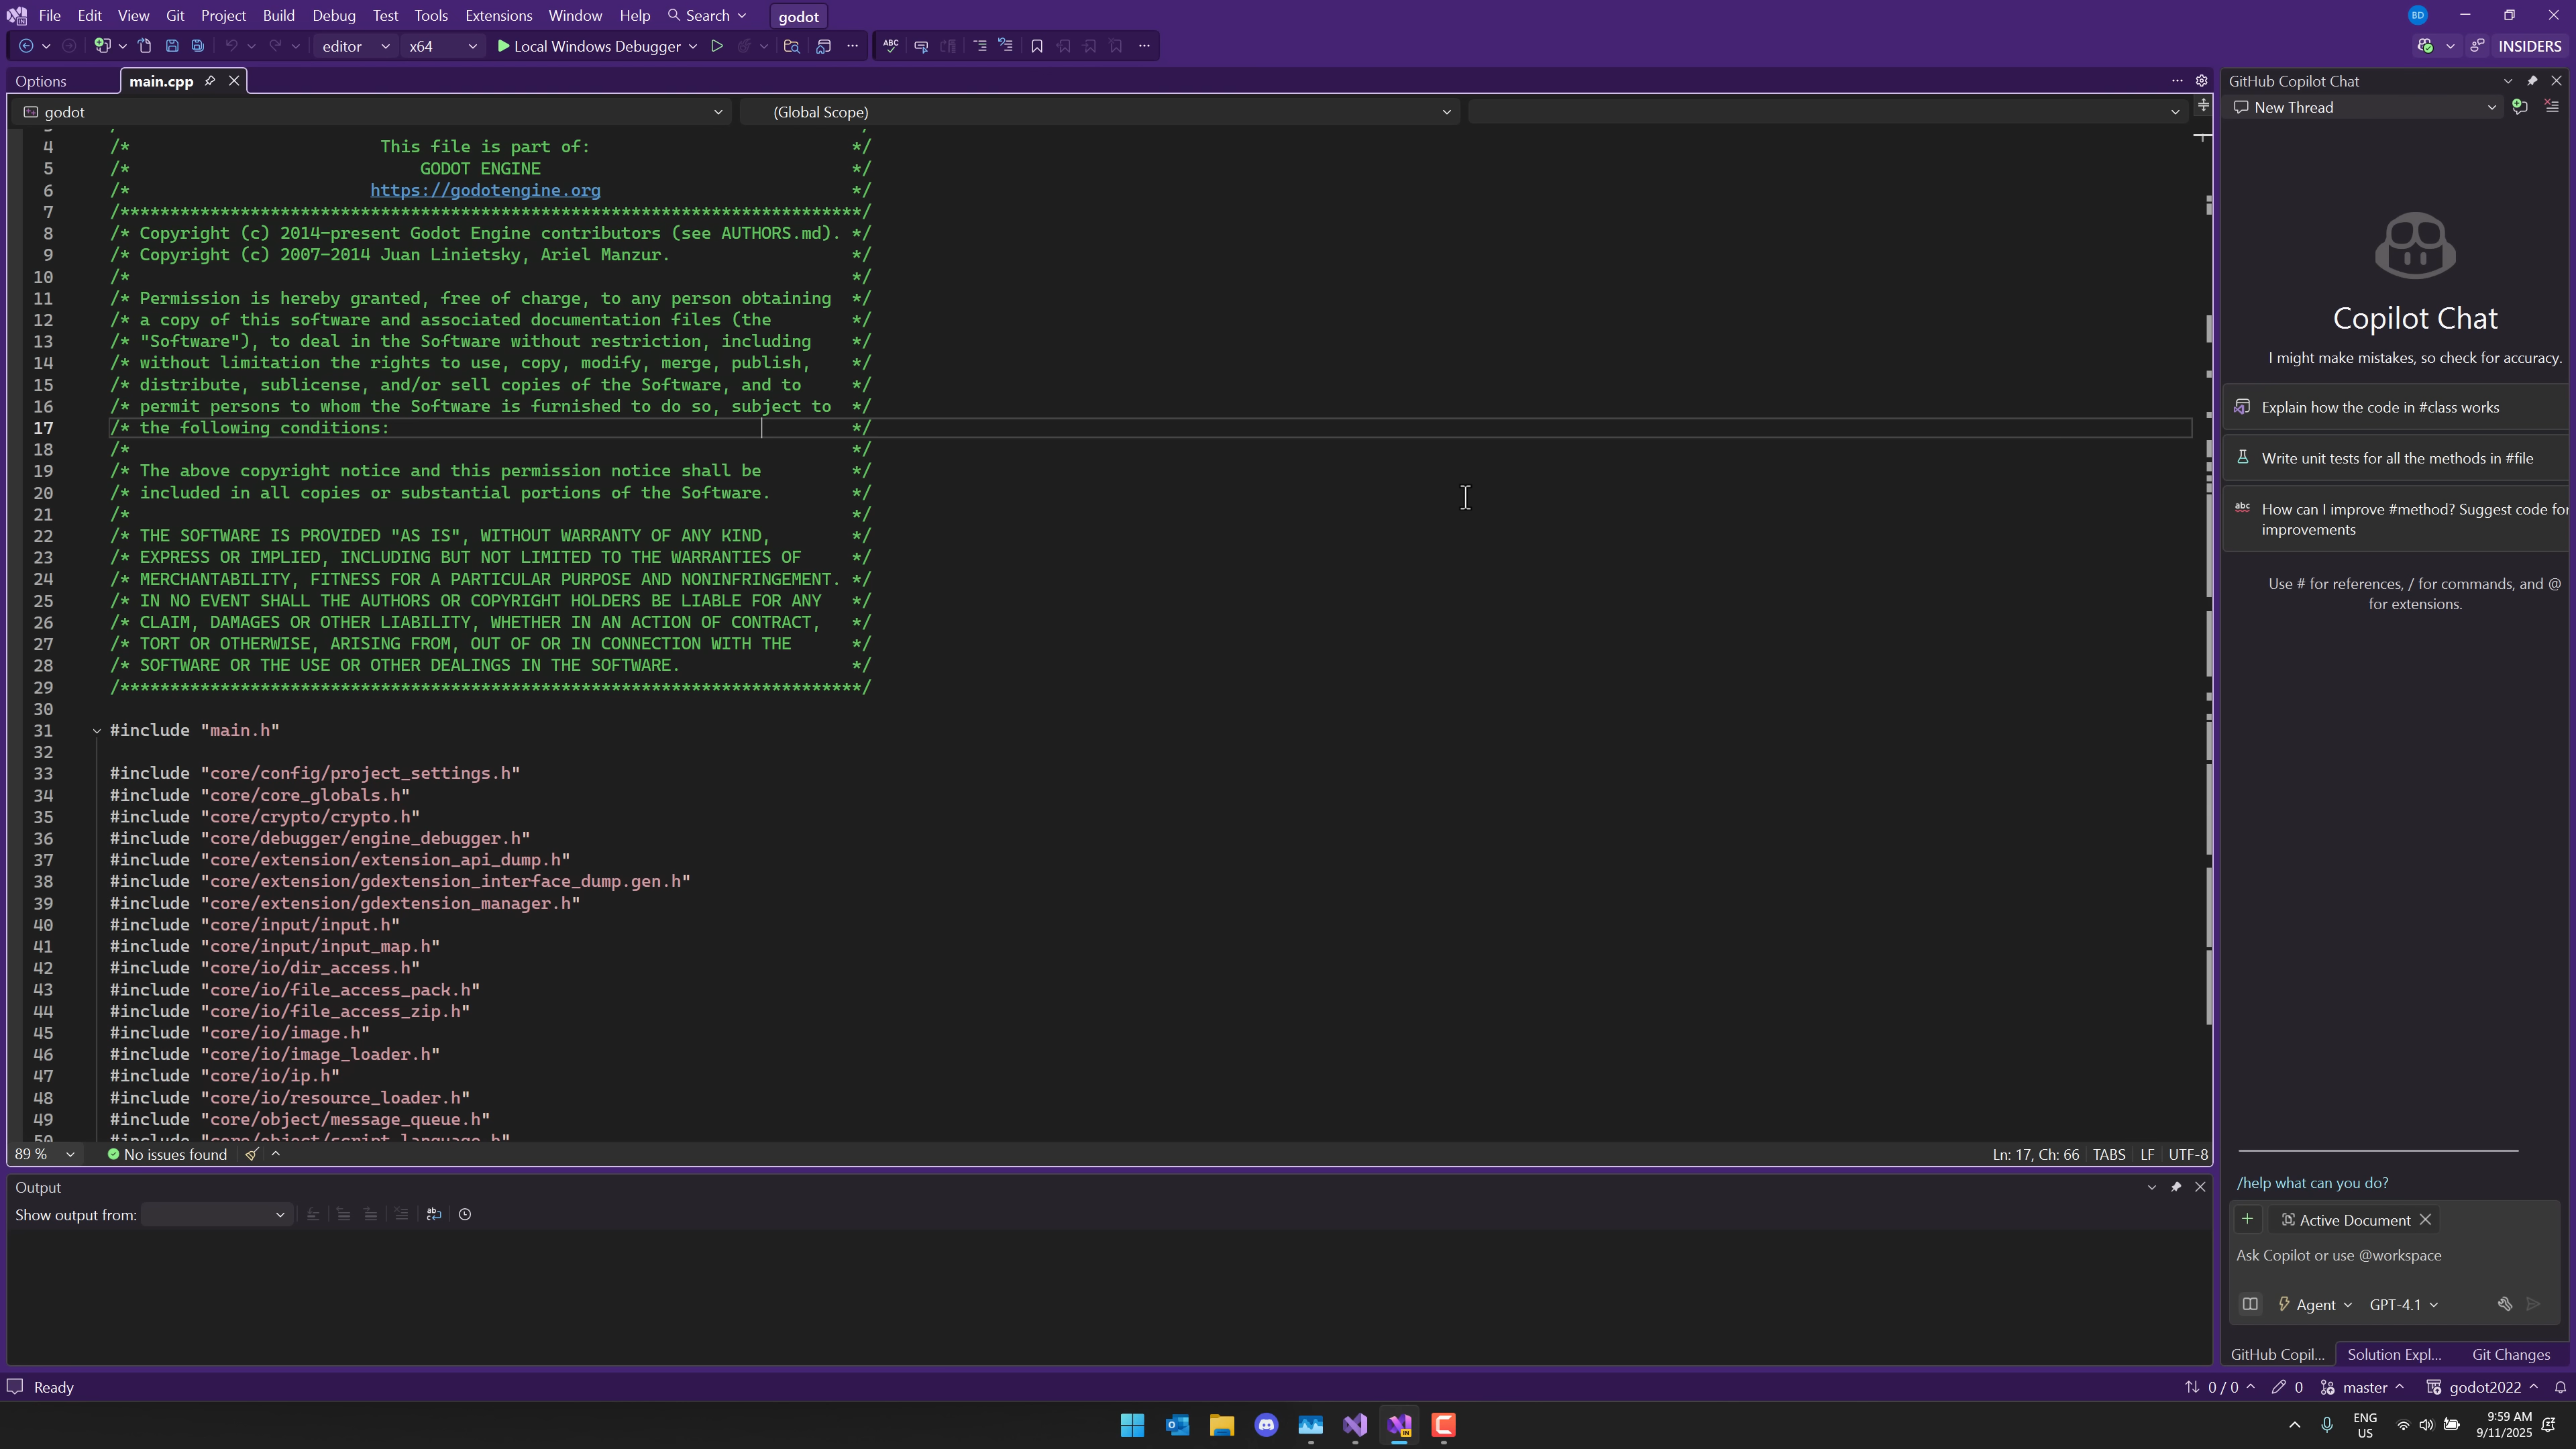 File Edit View Git Project Build Debug Test Tools Extensions Window Help Search godot BD
editor x64 Local Windows Debugger INSIDERS
Options main.cpp
godot (Global Scope)
4 /* This file is part of: */
5 /* GODOT ENGINE */
6 /* https://godotengine.org */
7 /**************************************************************************/
8 /* Copyright (c) 2014-present Godot Engine contributors (see AUTHORS.md). */
9 /* Copyright (c) 2007-2014 Juan Linietsky, Ariel Manzur. */
10 /* */
11 /* Permission is hereby granted, free of charge, to any person obtaining */
12 /* a copy of this software and associated documentation files (the */
13 /* "Software"), to deal in the Software without restriction, including */
14 /* without limitation the rights to use, copy, modify, merge, publish, */
15 /* distribute, sublicense, and/or sell copies of the Software, and to */
16 /* permit persons to whom the Software is furnished to do so, subject to */
17 /* the following conditions: */
18 /* */
19 /* The above copyright notice and this permission notice shall be */
20 /* included in all copies or substantial portions of the Software. */
21 /* */
22 /* THE SOFTWARE IS PROVIDED "AS IS", WITHOUT WARRANTY OF ANY KIND, */
23 /* EXPRESS OR IMPLIED, INCLUDING BUT NOT LIMITED TO THE WARRANTIES OF */
24 /* MERCHANTABILITY, FITNESS FOR A PARTICULAR PURPOSE AND NONINFRINGEMENT. */
25 /* IN NO EVENT SHALL THE AUTHORS OR COPYRIGHT HOLDERS BE LIABLE FOR ANY */
26 /* CLAIM, DAMAGES OR OTHER LIABILITY, WHETHER IN AN ACTION OF CONTRACT, */
27 /* TORT OR OTHERWISE, ARISING FROM, OUT OF OR IN CONNECTION WITH THE */
28 /* SOFTWARE OR THE USE OR OTHER DEALINGS IN THE SOFTWARE. */
29 /**************************************************************************/
30
31 #include "main.h"
32
33 #include "core/config/project_settings.h"
34 #include "core/core_globals.h"
35 #include "core/crypto/crypto.h"
36 #include "core/debugger/engine_debugger.h"
37 #include "core/extension/extension_api_dump.h"
38 #include "core/extension/gdextension_interface_dump.gen.h"
39 #include "core/extension/gdextension_manager.h"
40 #include "core/input/input.h"
41 #include "core/input/input_map.h"
42 #include "core/io/dir_access.h"
43 #include "core/io/file_access_pack.h"
44 #include "core/io/file_access_zip.h"
45 #include "core/io/image.h"
46 #include "core/io/image_loader.h"
47 #include "core/io/ip.h"
48 #include "core/io/resource_loader.h"
49 #include "core/object/message_queue.h"
50 #include "core/object/script_language.h"
89 % No issues found Ln: 17, Ch: 66 TABS LF UTF-8
Output
Show output from:
GitHub Copilot Chat
New Thread
Copilot Chat
I might make mistakes, so check for accuracy.
Explain how the code in #class works
Write unit tests for all the methods in #file
abc How can I improve #method? Suggest code for
improvements
Use # for references, / for commands, and @
for extensions.
/help what can you do?
Active Document
Ask Copilot or use @workspace
Agent GPT-4.1
GitHub Copil... Solution Expl... Git Changes
Ready 0 / 0 0 master godot2022
ENG
US
9:59 AM
9/11/2025